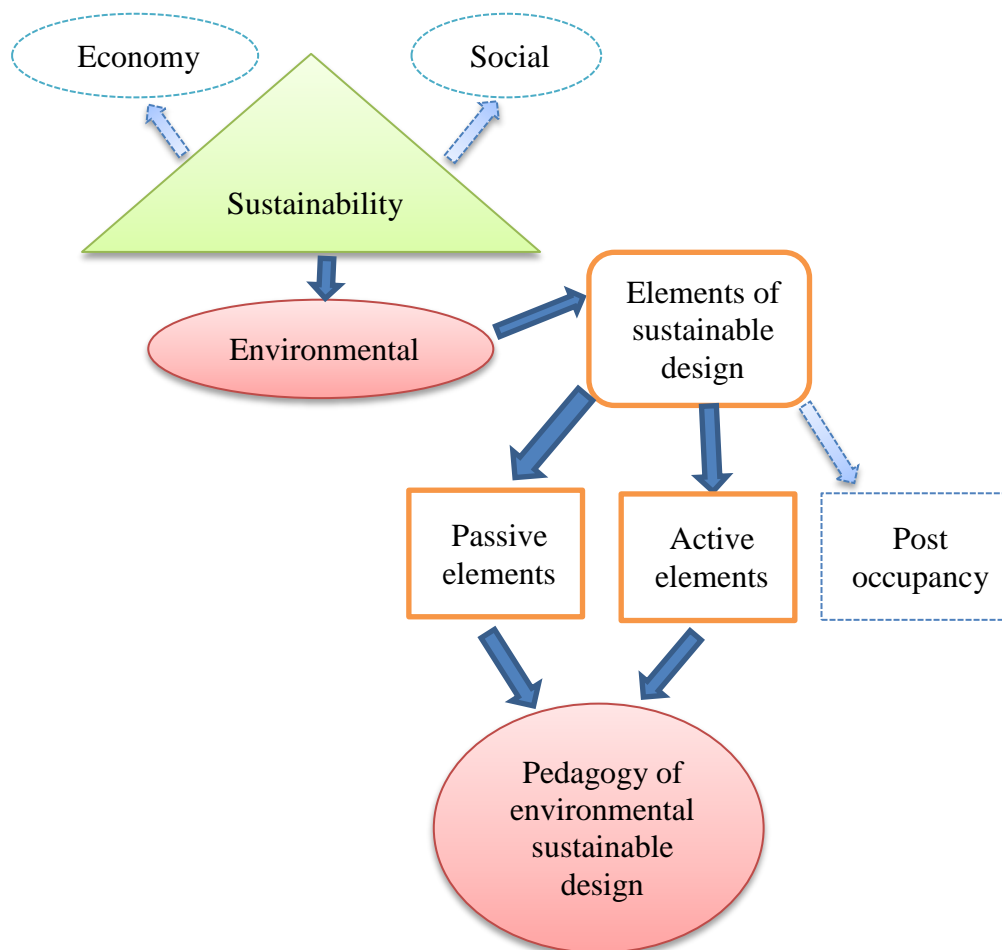 Economy
Social
Sustainability
Environmental
Elements of
sustainable
design
Passive
elements
Active
elements
Post
occupancy
Pedagogy of
environmental
sustainable
design